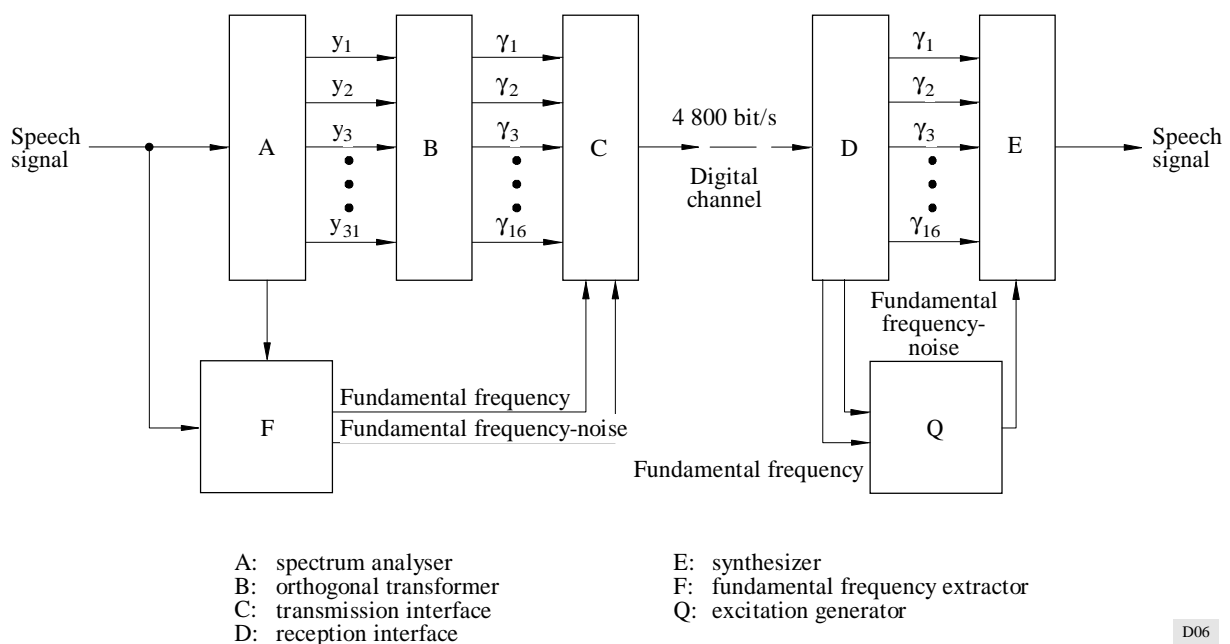 Speech
signal
A
y1
y2
y3
y31
B
γ1
γ2
γ3
γ16
C
4 800 bit/s
Digital
channel
D
γ1
γ2
γ3
γ16
E
Speech
signal
F
Fundamental frequency
Fundamental frequency-noise
Fundamental
frequency-
noise
Q
Fundamental frequency
A: spectrum analyser
B: orthogonal transformer
C: transmission interface
D: reception interface
E: synthesizer
F: fundamental frequency extractor
Q: excitation generator
D06